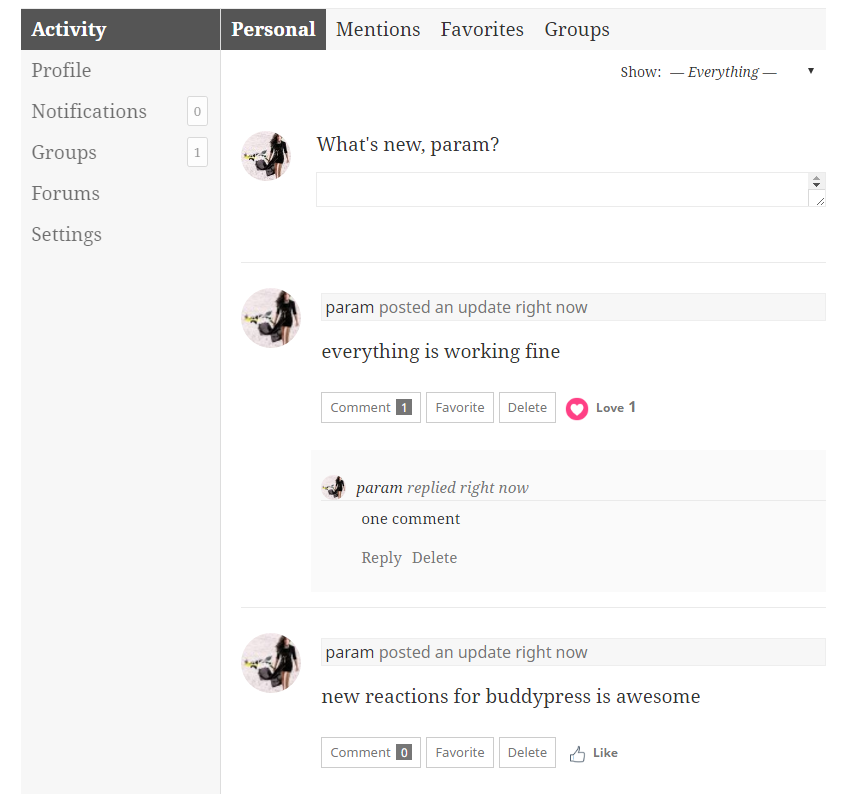 Activity
Personal Mentions Favorites Groups
Profile
Notifications 0
Groups 1
Forums
Settings
Show: — Everything —
What's new, param?
param posted an update right now
everything is working fine
Comment 1 Favorite Delete Love 1
param replied right now
one comment
Reply Delete
param posted an update right now
new reactions for buddypress is awesome
Comment 0 Favorite Delete Like